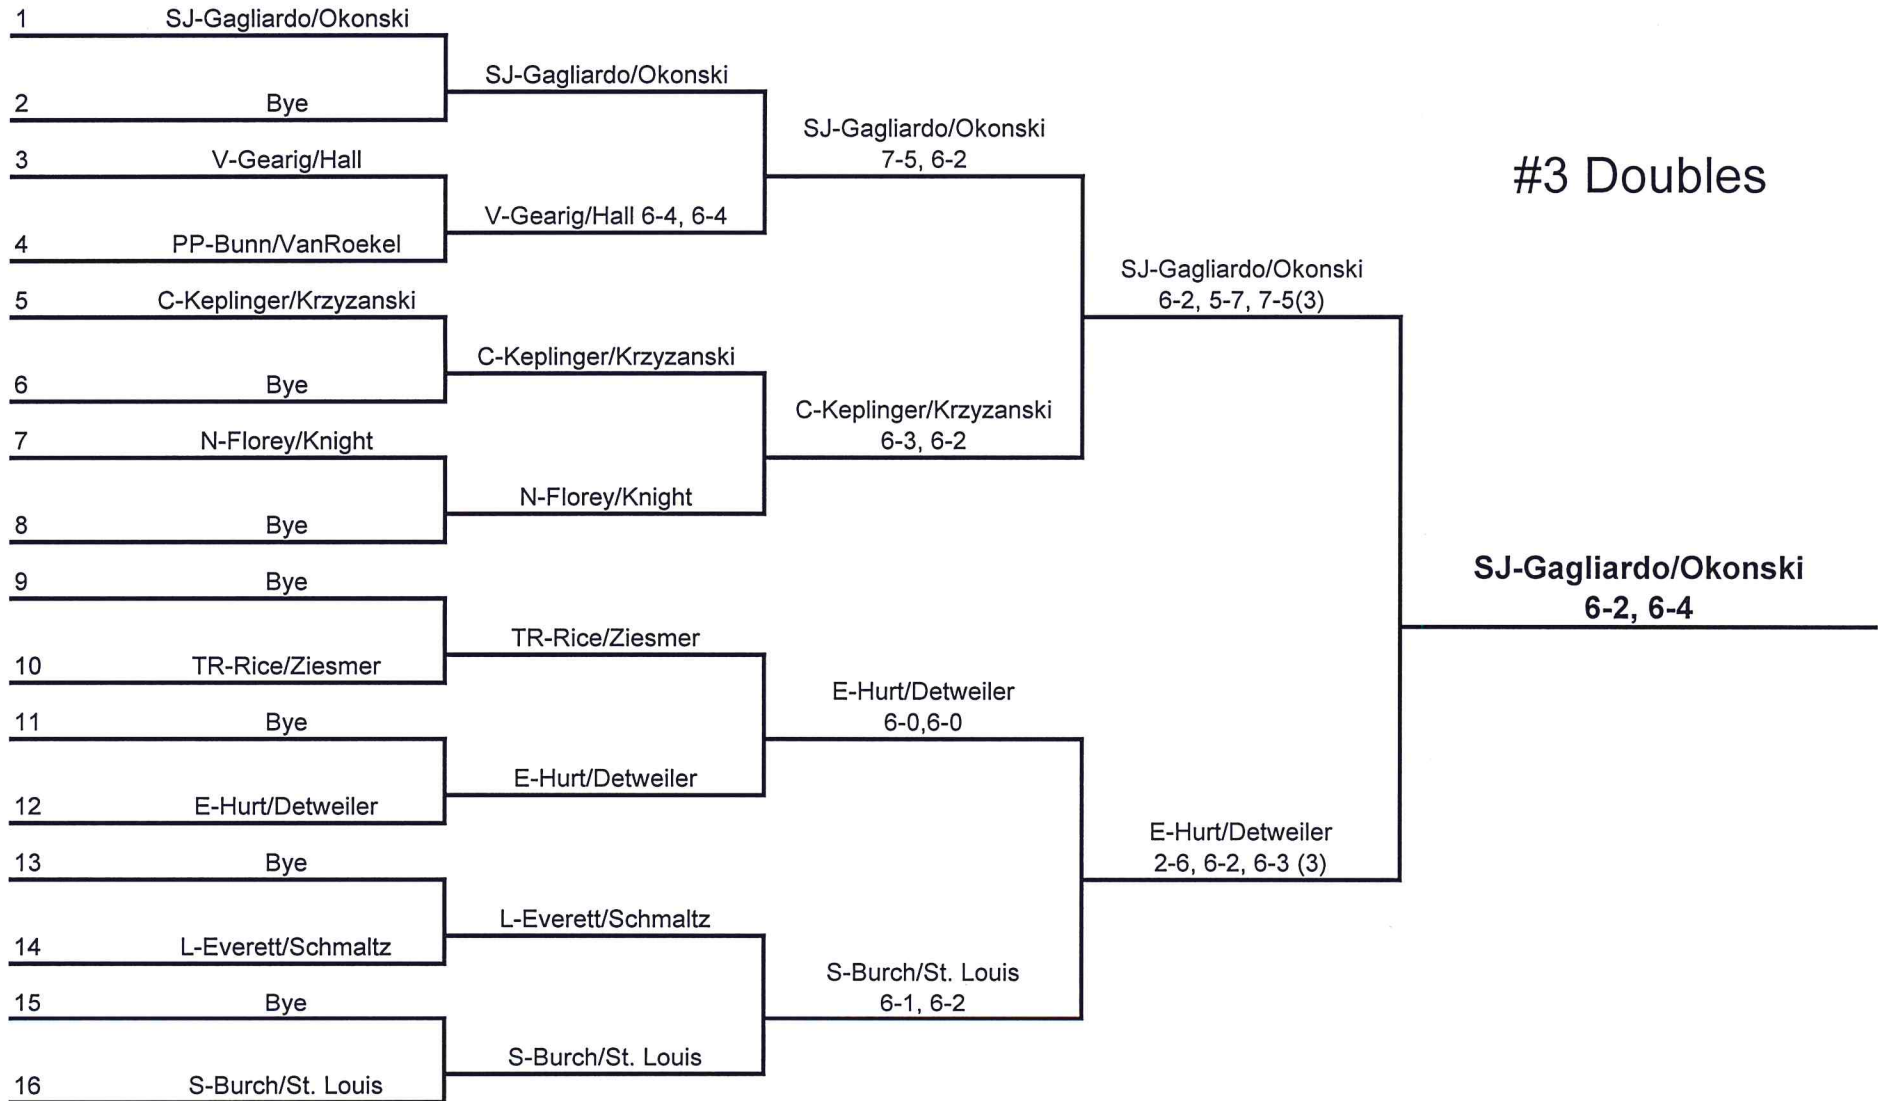 1 SJ-Gagliardo/Okonski
SJ-Gagliardo/Okonski
2 Bye
SJ-Gagliardo/Okonski
7-5, 6-2
3 V-Gearig/Hall
#3 Doubles
V-Gearig/Hall 6-4, 6-4
4 PP-Bunn/VanRoekel
SJ-Gagliardo/Okonski
6-2, 5-7, 7-5(3)
5 C-Keplinger/Krzyzanski
C-Keplinger/Krzyzanski
6 Bye
C-Keplinger/Krzyzanski
6-3, 6-2
7 N-Florey/Knight
N-Florey/Knight
8 Bye
SJ-Gagliardo/Okonski
6-2, 6-4
9 Bye
TR-Rice/Ziesmer
10 TR-Rice/Ziesmer
E-Hurt/Detweiler
6-0,6-0
11 Bye
E-Hurt/Detweiler
12 E-Hurt/Detweiler
E-Hurt/Detweiler
2-6, 6-2, 6-3 (3)
13 Bye
L-Everett/Schmaltz
14 L-Everett/Schmaltz
S-Burch/St. Louis
6-1, 6-2
15 Bye
S-Burch/St. Louis
16 S-Burch/St. Louis